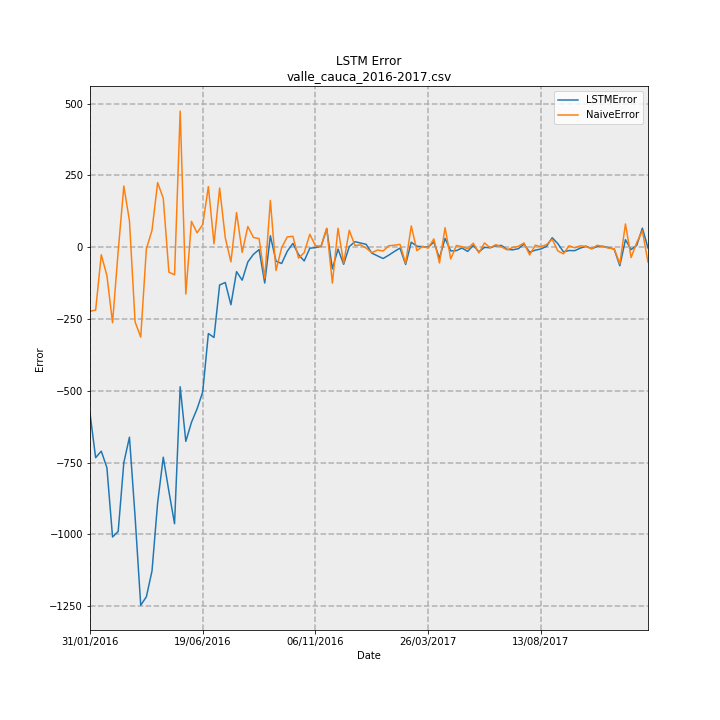 LSTM Error
valle_cauca_2016-2017.csv
LSTMError
NaiveError
500
250
0
−250
−500
−750
−1000
−1250
Error
31/01/2016 19/06/2016 06/11/2016 26/03/2017 13/08/2017
Date